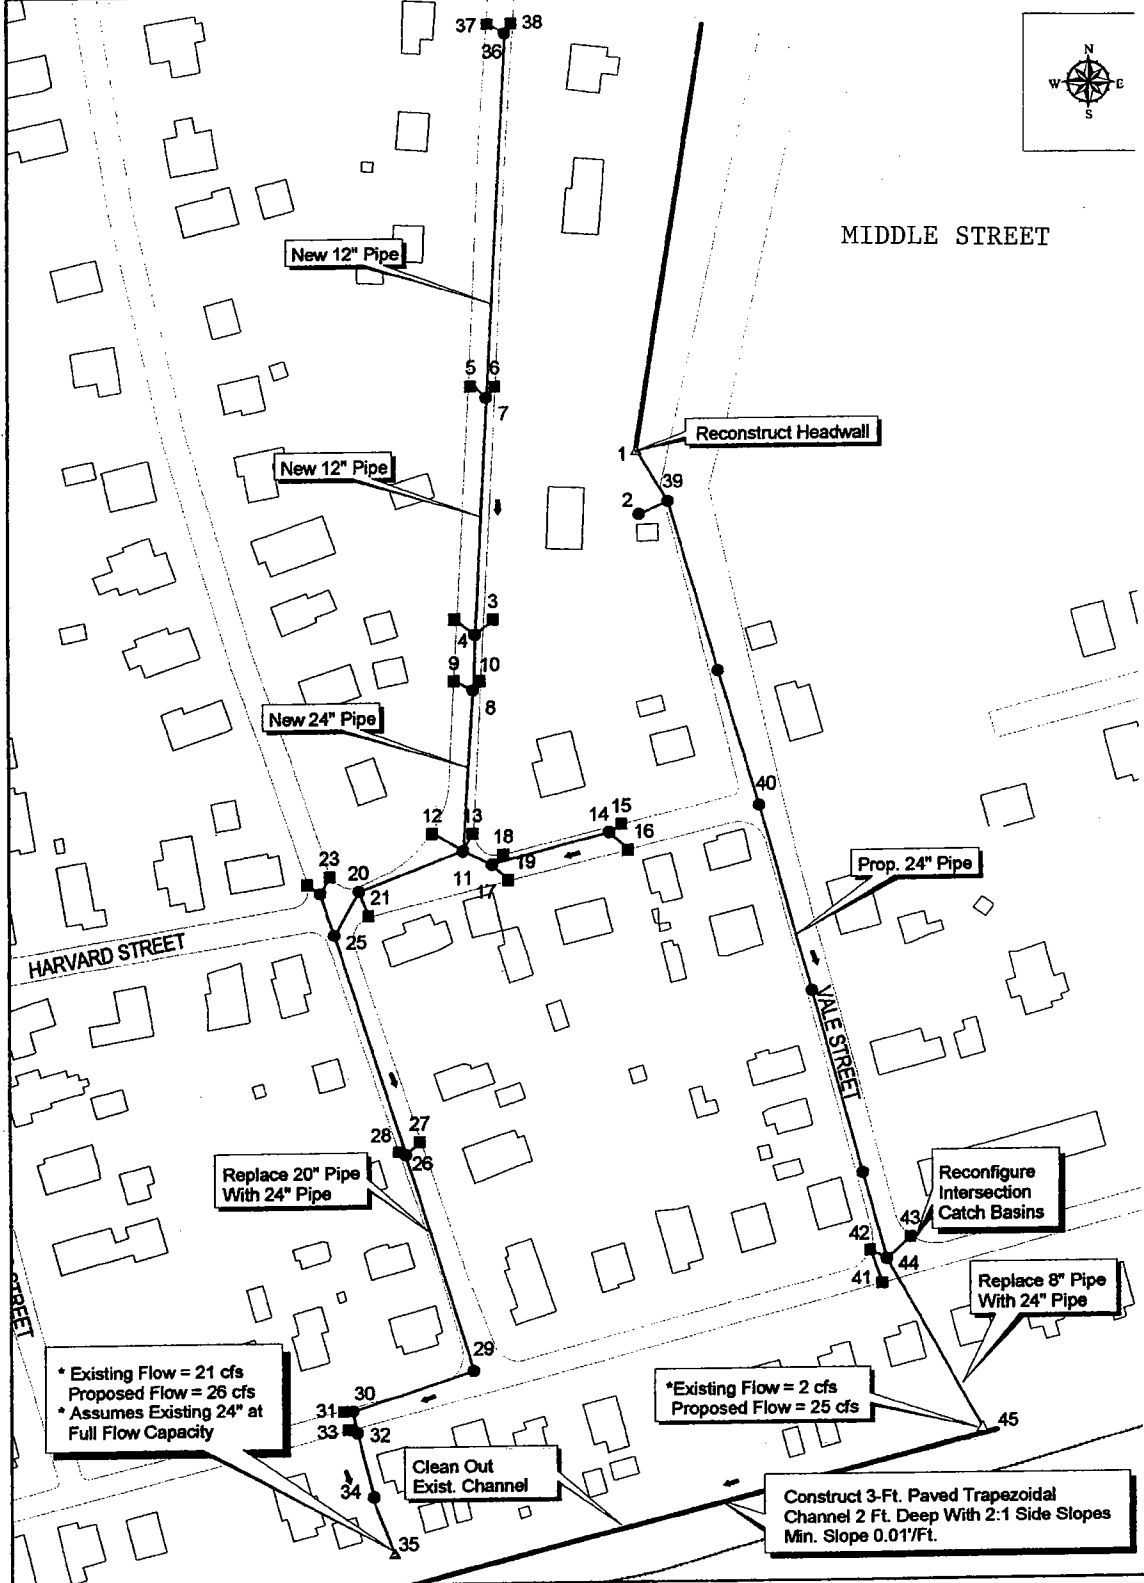 37
38
36
N
W
E
S
MIDDLE STREET
New 12" Pipe
5
6
7
Reconstruct Headwall
1
New 12" Pipe
39
2
3
4
9
10
8
New 24" Pipe
40
12
13
14
15
18
16
19
11
17
Prop. 24" Pipe
23
20
21
25
HARVARD STREET
VALE STREET
28
27
26
Replace 20" Pipe
With 24" Pipe
Reconfigure
Intersection
Catch Basins
42
43
44
41
Replace 8" Pipe
With 24" Pipe
STREET
29
* Existing Flow = 21 cfs
Proposed Flow = 26 cfs
* Assumes Existing 24" at
Full Flow Capacity
30
31
33
32
*Existing Flow = 2 cfs
Proposed Flow = 25 cfs
45
Clean Out
Exist. Channel
34
35
Construct 3-Ft. Paved Trapezoidal
Channel 2 Ft. Deep With 2:1 Side Slopes
Min. Slope 0.01'/Ft.